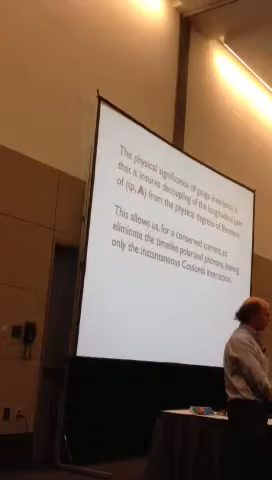 The physical significance of gauge invariance is
that it insures decoupling of the longitudinal part
of (φ, A) from the physical degrees of freedom.
This allows us, for a conserved current, to
eliminate the timelike polarized photons, leaving
only the instantaneous Coulomb interaction.